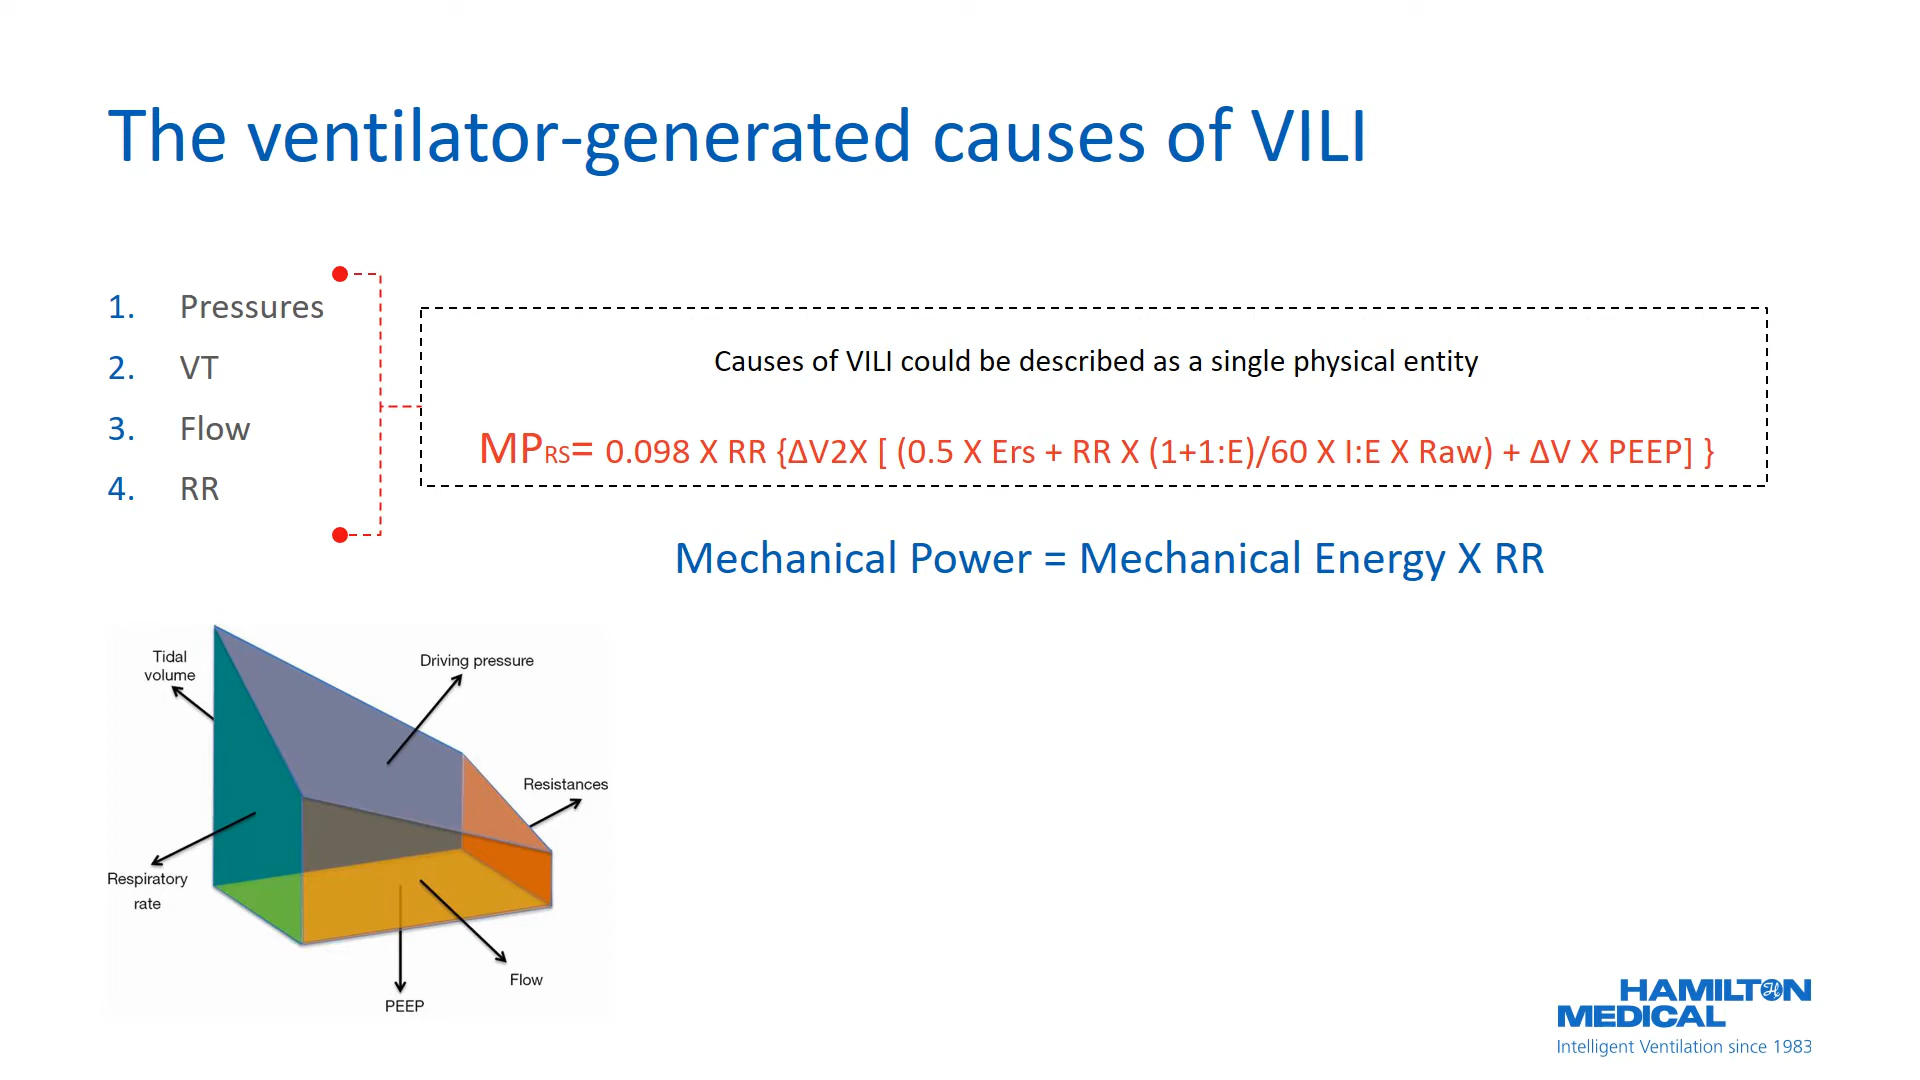 The ventilator-generated causes of VILI
1. Pressures
2. VT
3. Flow
4. RR
Causes of VILI could be described as a single physical entity
MPRS= 0.098 X RR {ΔV2X [ (0.5 X Ers + RR X (1+1:E)/60 X I:E X Raw) + ΔV X PEEP] }
Mechanical Power = Mechanical Energy X RR
Tidal
volume
Driving pressure
Resistances
Respiratory
rate
Flow
PEEP
HAMILTON
MEDICAL
Intelligent Ventilation since 1983